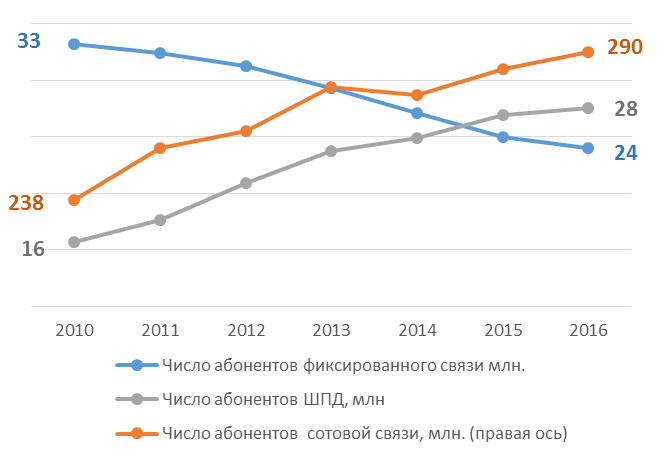 33
290
28
24
238
16
2010 2011 2012 2013 2014 2015 2016
Число абонентов фиксированного связи млн.
Число абонентов ШПД, млн
Число абонентов сотовой связи, млн. (правая ось)